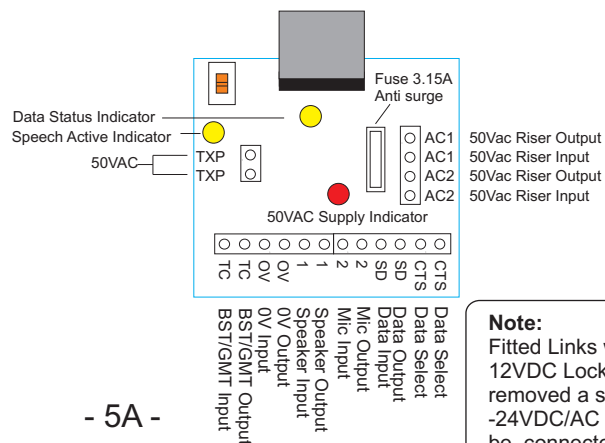 Fuse 3.15A
Anti surge
Data Status Indicator
Speech Active Indicator
50VAC
TXP
TXP
AC1 50Vac Riser Output
AC1 50Vac Riser Input
AC2 50Vac Riser Output
AC2 50Vac Riser Input
50VAC Supply Indicator
TC
TC
OV
OV
1
1
2
2
SD
SD
CTS
CTS
BST/GMT Input
BST/GMT Output
0V Input
0V Output
Speaker Input
Speaker Output
Mic Input
Mic Output
Data Input
Data Output
Data Select
Data Select
Note:
Fitted Links
12VDC Lock
removed a s
-24VDC/AC
be connecte
- 5A -